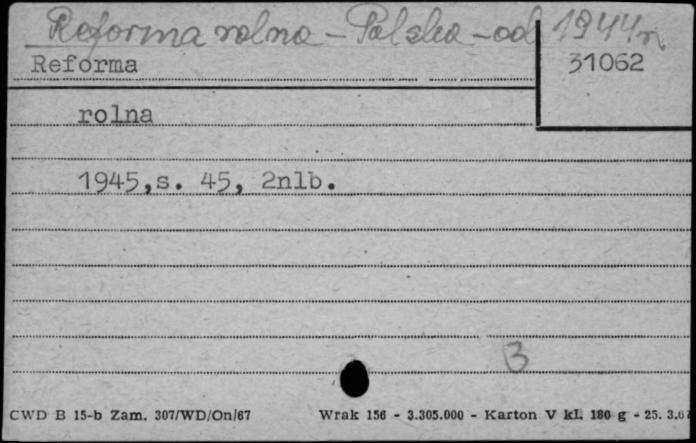 Reforma rolna - Polska - od 1944 r
Reforma
31062
rolna
1945,s. 45, 2nlb.
B
CWD B 15-b Zam. 307/WD/On/67 Wrak 156 - 3.305.000 - Karton V kl. 180 g - 25. 3.67